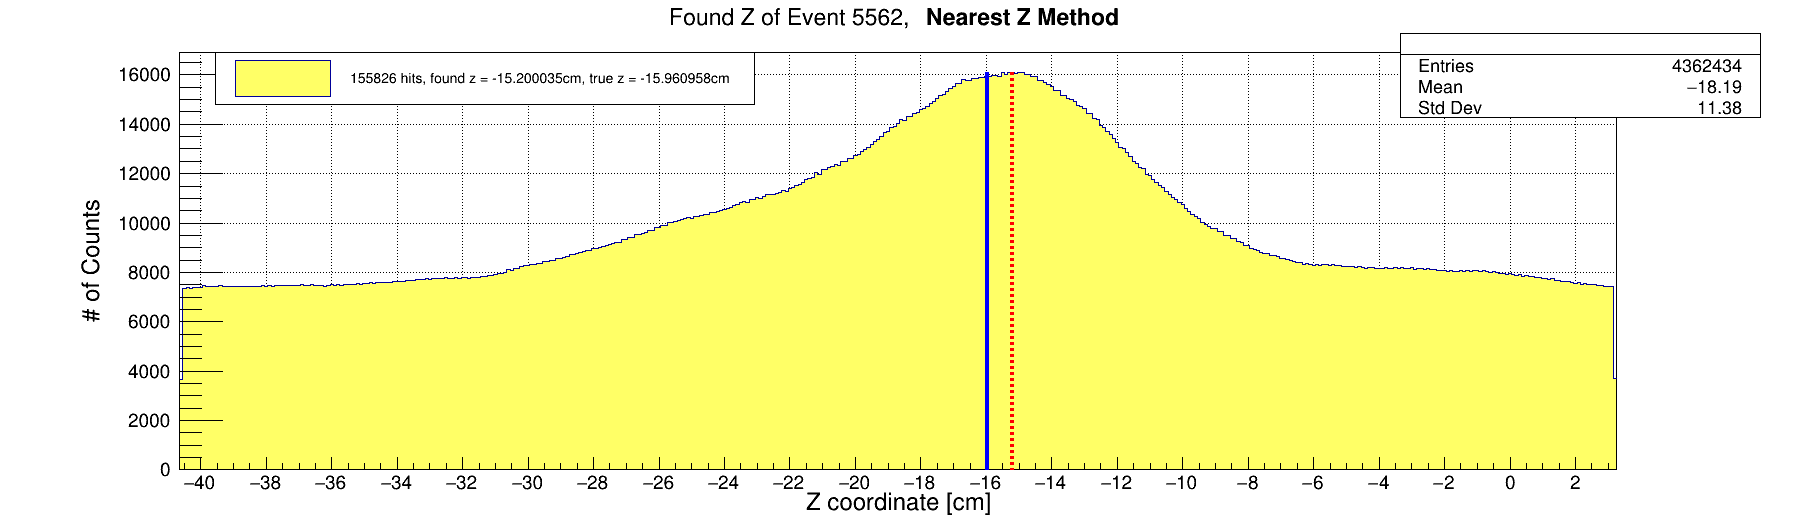 Found Z of Event 5562, Nearest Z Method
155826 hits, found z = -15.200035cm, true z = -15.960958cm
Entries 4362434
Mean −18.19
Std Dev 11.38
# of Counts
16000
14000
12000
10000
8000
6000
4000
2000
0
−40 −38 −36 −34 −32 −30 −28 −26 −24 −22 −20 −18 −16 −14 −12 −10 −8 −6 −4 −2 0 2
Z coordinate [cm]